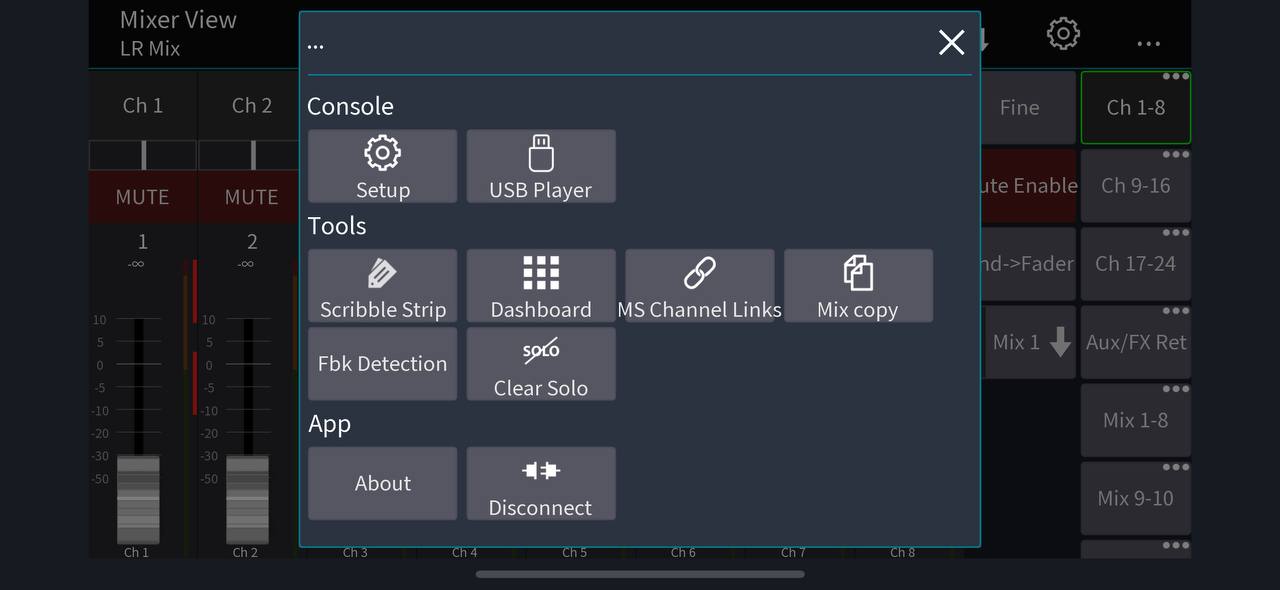 Mixer View
LR Mix
...
...
Console
Setup
USB Player
Tools
Scribble Strip
Dashboard
MS Channel Links
Mix copy
Fbk Detection
SOLO
Clear Solo
App
About
Disconnect
Ch 1
Ch 2
MUTE
MUTE
1
2
-∞
-∞
10
5
0
-5
-10
-20
-30
-50
10
5
0
-5
-10
-20
-30
-50
Ch 1
Ch 2
Ch 3
Ch 4
Ch 5
Ch 6
Ch 7
Ch 8
Fine
ute Enable
nd->Fader
Mix 1
Ch 1-8
Ch 9-16
Ch 17-24
Aux/FX Ret
Mix 1-8
Mix 9-10